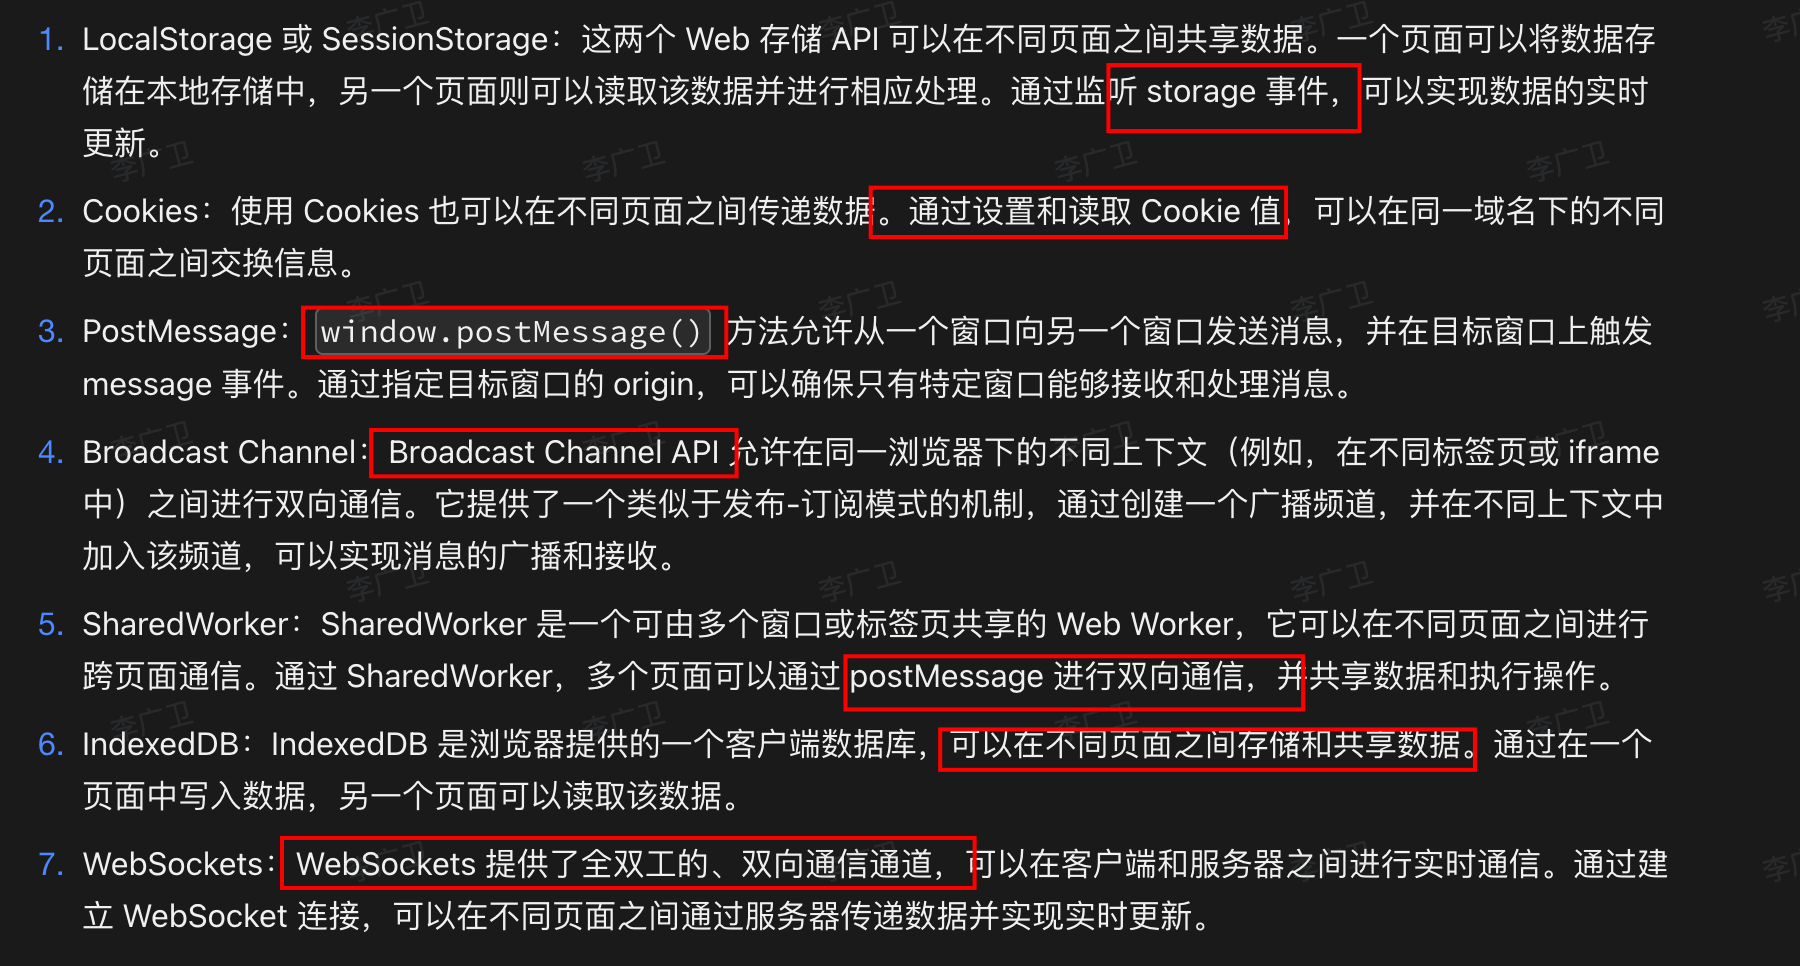 1. LocalStorage 或 SessionStorage：这两个 Web 存储 API 可以在不同页面之间共享数据。一个页面可以将数据存
储在本地存储中，另一个页面则可以读取该数据并进行相应处理。通过监听 storage 事件，可以实现数据的实时
更新。
2. Cookies：使用 Cookies 也可以在不同页面之间传递数据。通过设置和读取 Cookie 值，可以在同一域名下的不同
页面之间交换信息。
3. PostMessage：window.postMessage() 方法允许从一个窗口向另一个窗口发送消息，并在目标窗口上触发
message 事件。通过指定目标窗口的 origin，可以确保只有特定窗口能够接收和处理消息。
4. Broadcast Channel：Broadcast Channel API 允许在同一浏览器下的不同上下文（例如，在不同标签页或 iframe
中）之间进行双向通信。它提供了一个类似于发布-订阅模式的机制，通过创建一个广播频道，并在不同上下文中
加入该频道，可以实现消息的广播和接收。
5. SharedWorker：SharedWorker 是一个可由多个窗口或标签页共享的 Web Worker，它可以在不同页面之间进行
跨页面通信。通过 SharedWorker，多个页面可以通过 postMessage 进行双向通信，并共享数据和执行操作。
6. IndexedDB：IndexedDB 是浏览器提供的一个客户端数据库，可以在不同页面之间存储和共享数据。通过在一个
页面中写入数据，另一个页面可以读取该数据。
7. WebSockets：WebSockets 提供了全双工的、双向通信通道，可以在客户端和服务器之间进行实时通信。通过建
立 WebSocket 连接，可以在不同页面之间通过服务器传递数据并实现实时更新。
李广卫